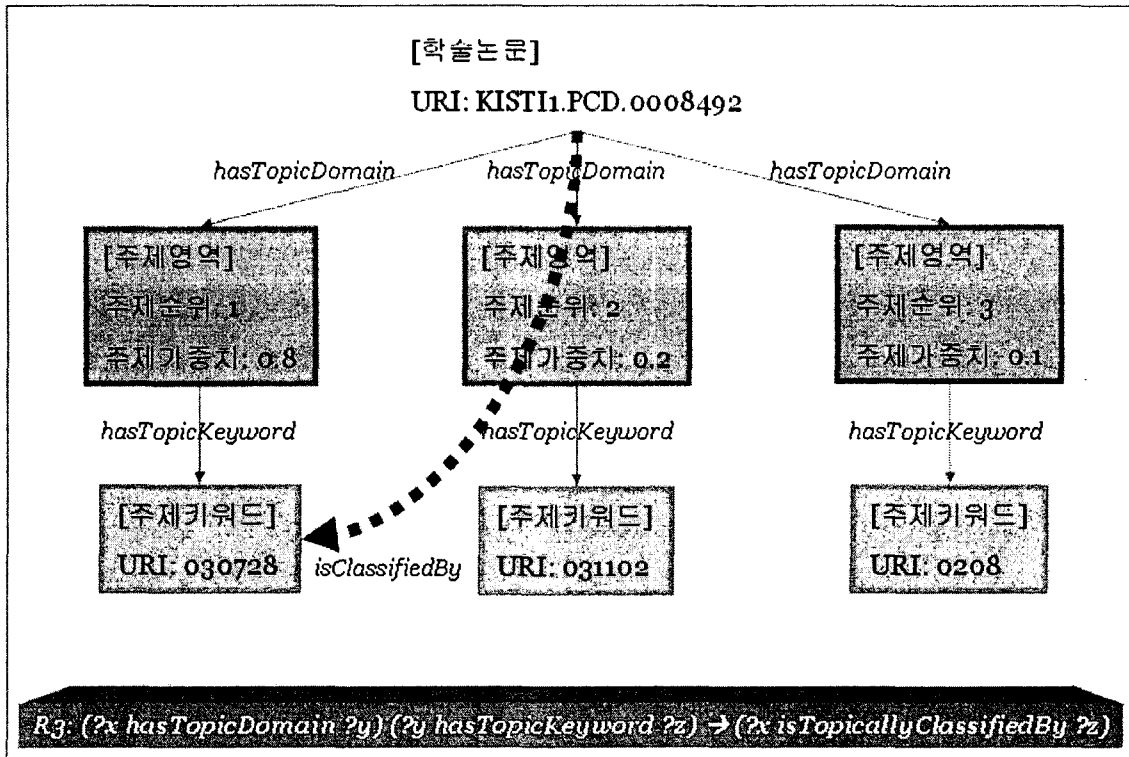 [학술논문]
URI: KISTI1.PCD.0008492
hasTopicDomain
hasTopicDomain
hasTopicDomain
[주제영역]
주제순위: 1
주제가중치: 0.8
[주제영역]
주제순위: 2
주제가중치: 0.2
[주제영역]
주제순위: 3
주제가중치: 0.1
hasTopicKeyword
hasTopicKeyword
hasTopicKeyword
[주제키워드]
URI: 030728
isClassifiedBy
[주제키워드]
URI: 031102
[주제키워드]
URI: 0208
R3: (?x hasTopicDomain ?y) (?y hasTopicKeyword ?z) → (?x isTopicallyClassifiedBy ?z)